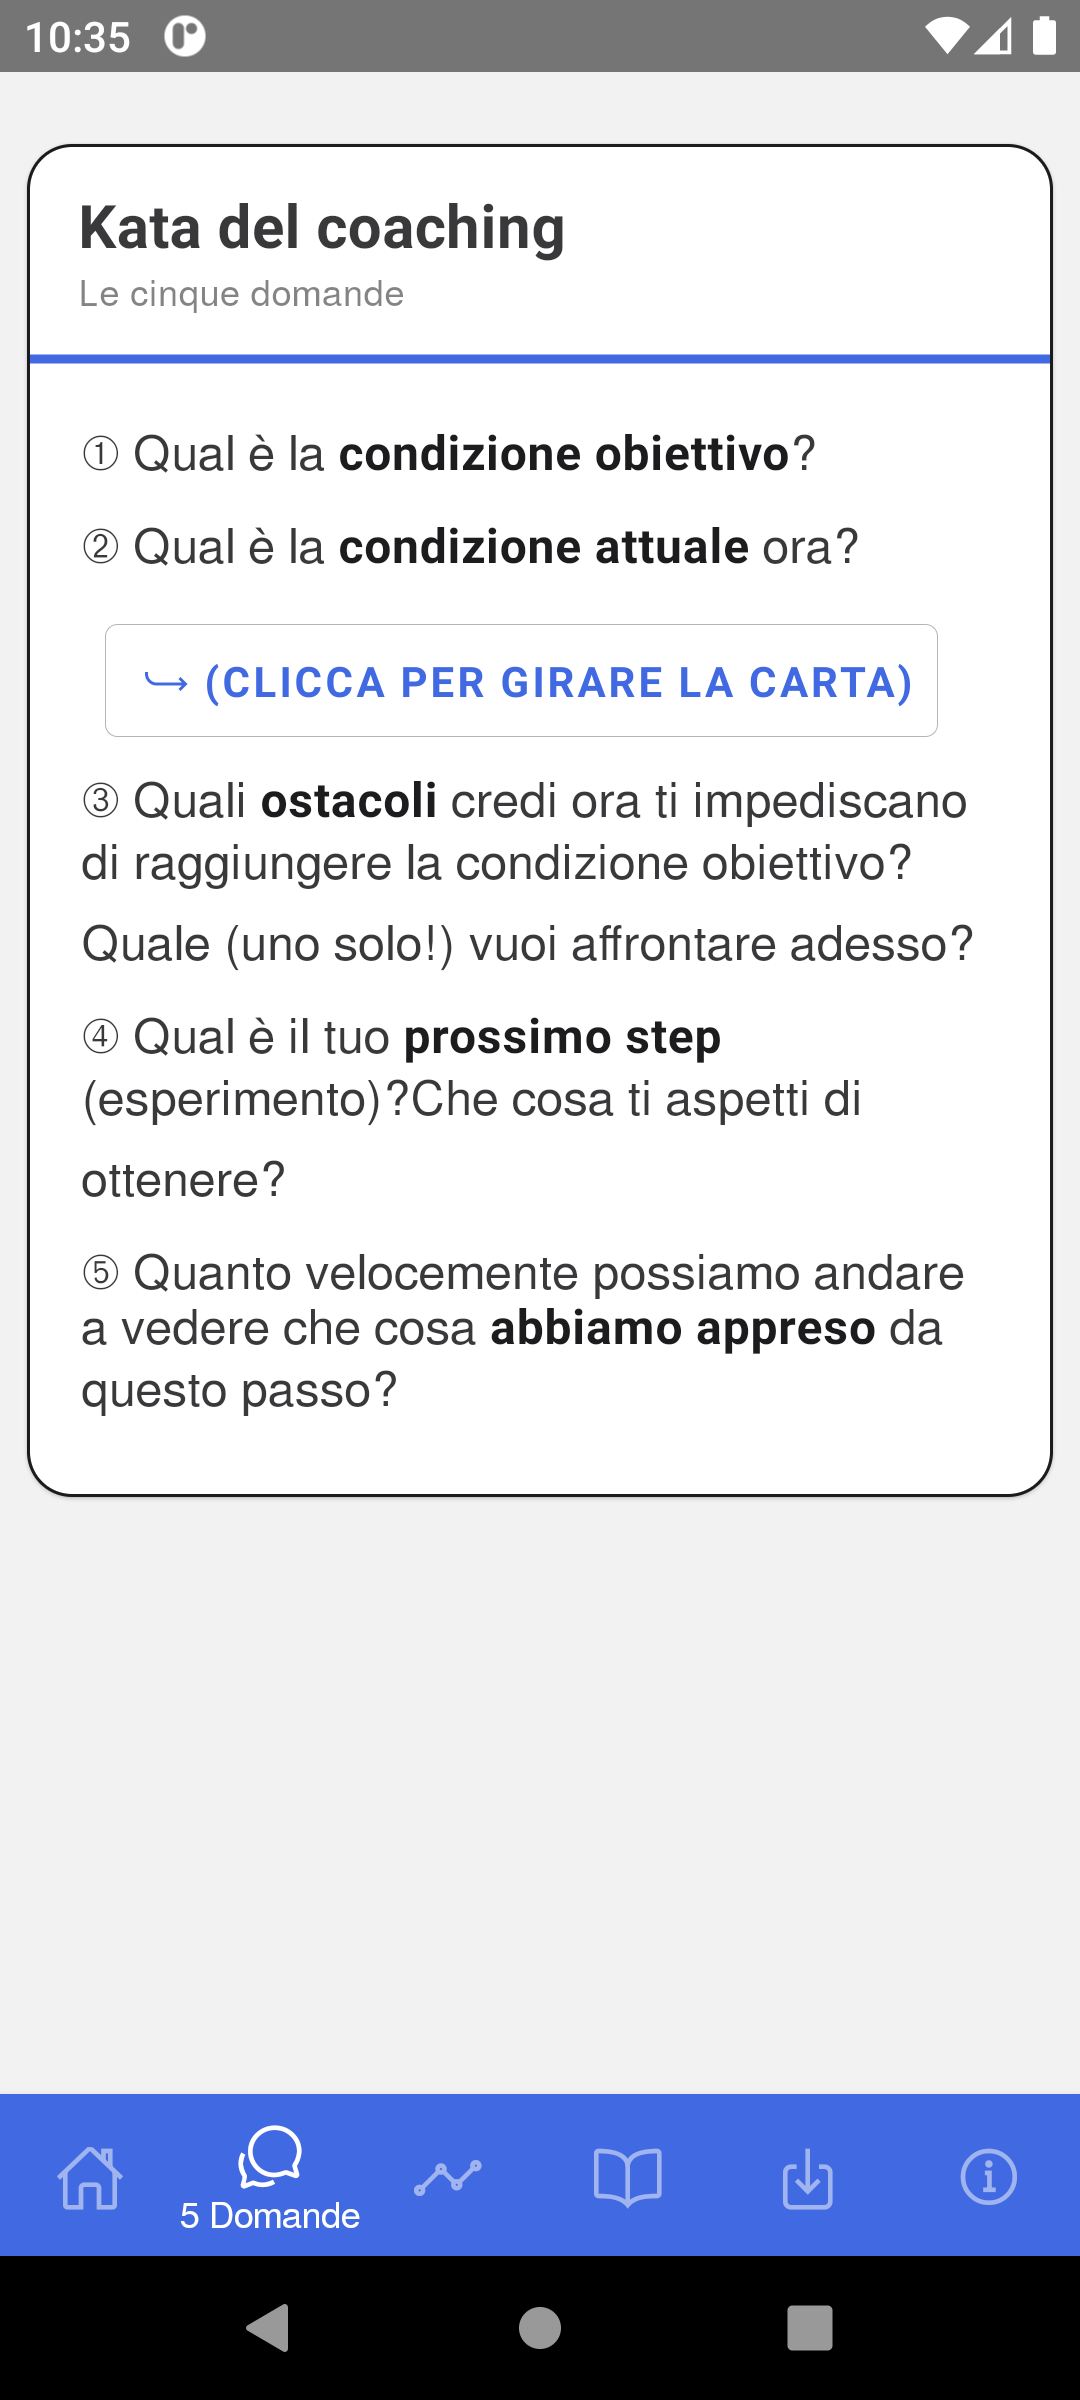 10:35
Kata del coaching
Le cinque domande
① Qual è la condizione obiettivo?
② Qual è la condizione attuale ora?
(CLICCA PER GIRARE LA CARTA)
③ Quali ostacoli credi ora ti impediscano
di raggiungere la condizione obiettivo?
Quale (uno solo!) vuoi affrontare adesso?
④ Qual è il tuo prossimo step
(esperimento)?Che cosa ti aspetti di
ottenere?
⑤ Quanto velocemente possiamo andare
a vedere che cosa abbiamo appreso da
questo passo?
5 Domande